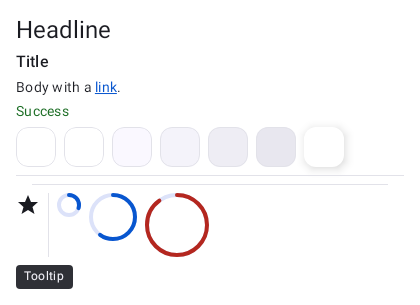 Headline
Title
Body with a link.
Success
Tooltip